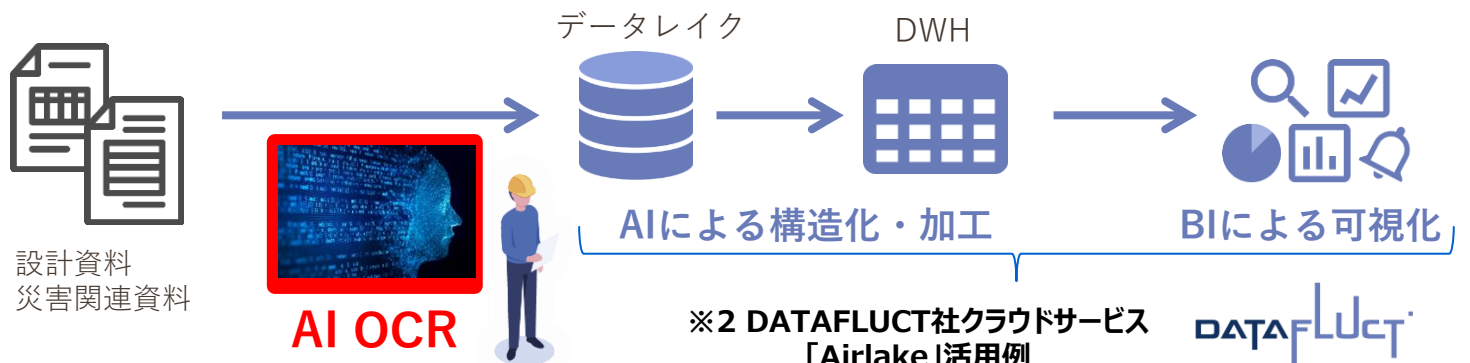 データレイク
DWH
設計資料
災害関連資料
AI OCR
AIによる構造化・加工
BIによる可視化
※2 DATAFLUCT社クラウドサービス
「Airlake」活用例
DATAFLUCT